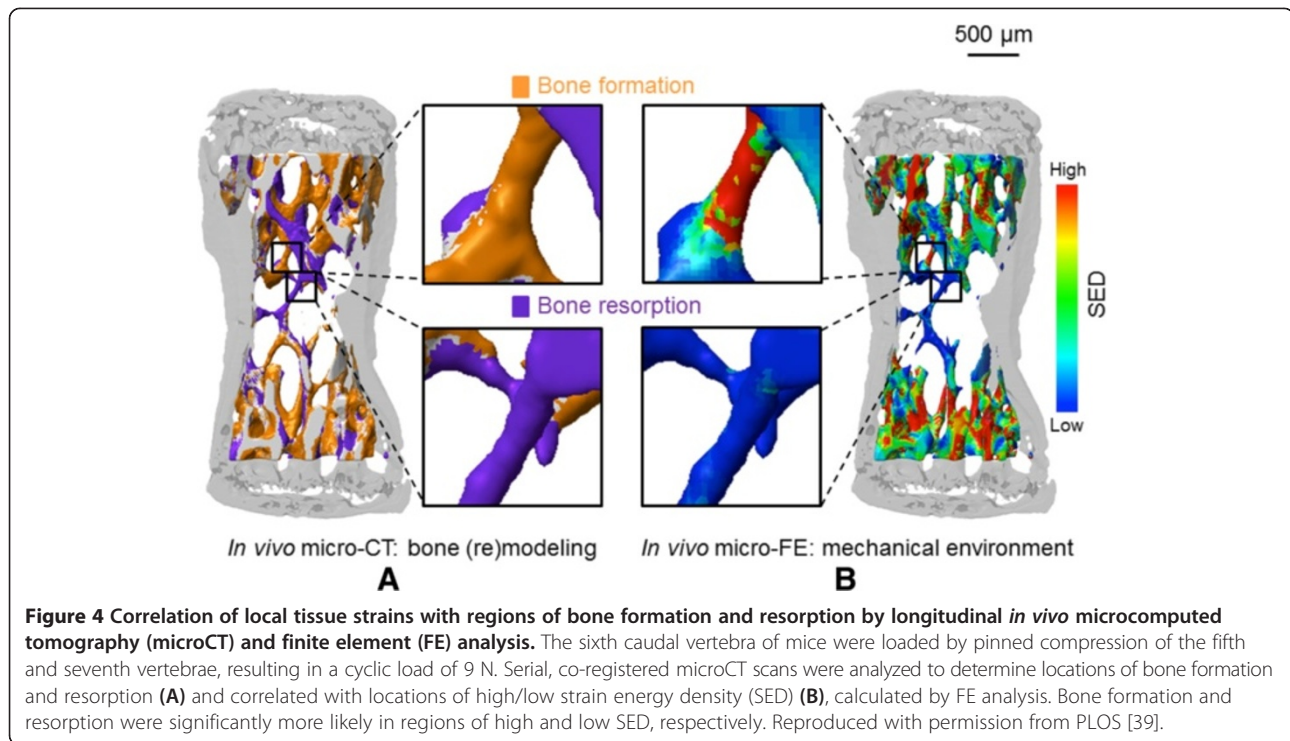 500 µm
Bone formation
Bone resorption
High
SED
Low
In vivo micro-CT: bone (re)modeling
In vivo micro-FE: mechanical environment
A
B
Figure 4 Correlation of local tissue strains with regions of bone formation and resorption by longitudinal in vivo microcomputed
tomography (microCT) and finite element (FE) analysis. The sixth caudal vertebra of mice were loaded by pinned compression of the fifth
and seventh vertebrae, resulting in a cyclic load of 9 N. Serial, co-registered microCT scans were analyzed to determine locations of bone formation
and resorption (A) and correlated with locations of high/low strain energy density (SED) (B), calculated by FE analysis. Bone formation and
resorption were significantly more likely in regions of high and low SED, respectively. Reproduced with permission from PLOS [39].